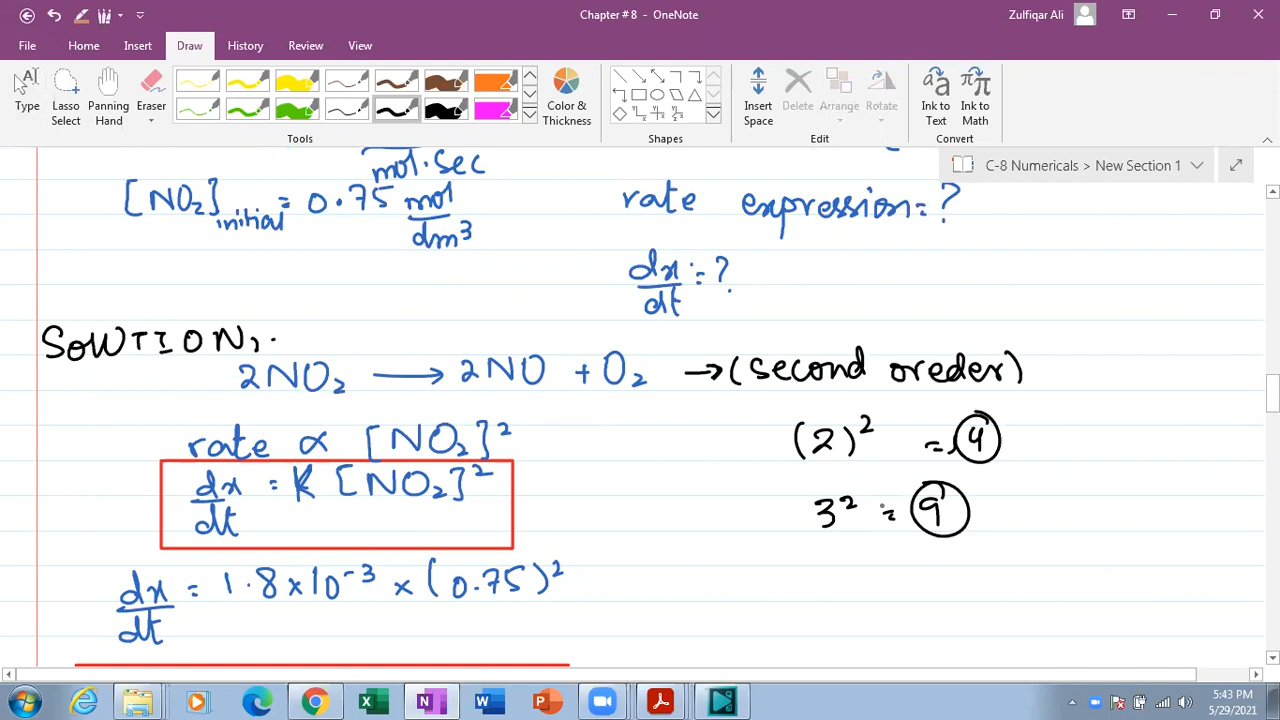 Chapter # 8 - OneNote
Zulfiqar Ali
File Home Insert Draw History Review View
Type
Lasso Select
Panning Hand
Eraser
Color & Thickness
Insert Space
Delete
Arrange
Rotate
Ink to Text
Ink to Math
Tools
Shapes
Edit
Convert
C-8 Numericals > New Section 1
mol·sec
[NO₂]initial = 0.75 mol/dm³
rate expression = ?
dx/dt = ?
SOLUTION:
2NO₂ → 2NO + O₂ → (second oreder)
(2)² = 4
3² = 9
rate ∝ [NO₂]²
dx/dt = K [NO₂]²
dx/dt = 1.8×10⁻³ × (0.75)²
5:43 PM
5/29/2021